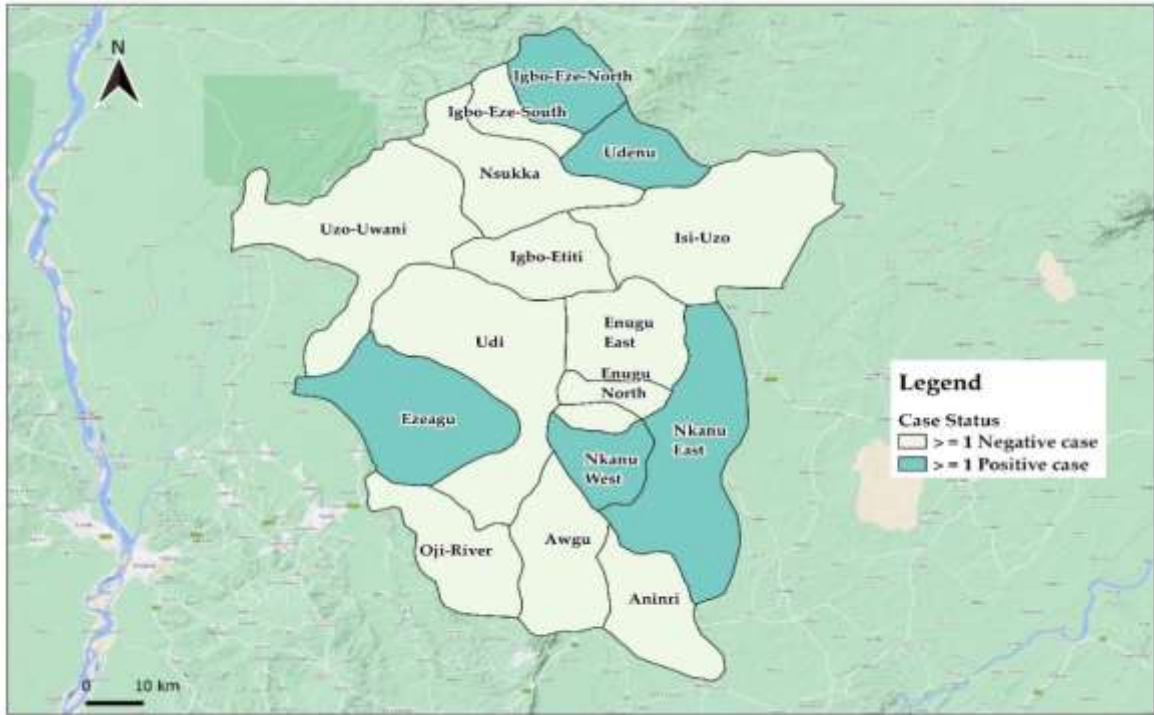 N
Igbo-Eze-North
Igbo-Eze-South
Udenu
Nsukka
Uzo-Uwani
Isi-Uzo
Igbo-Etiti
Enugu
East
Udi
Enugu
North
Ezeagu
Nkanu
East
Nkanu
West
Awgu
Oji-River
Aninri
Legend
Case Status
> = 1 Negative case
> = 1 Positive case
0 10 km